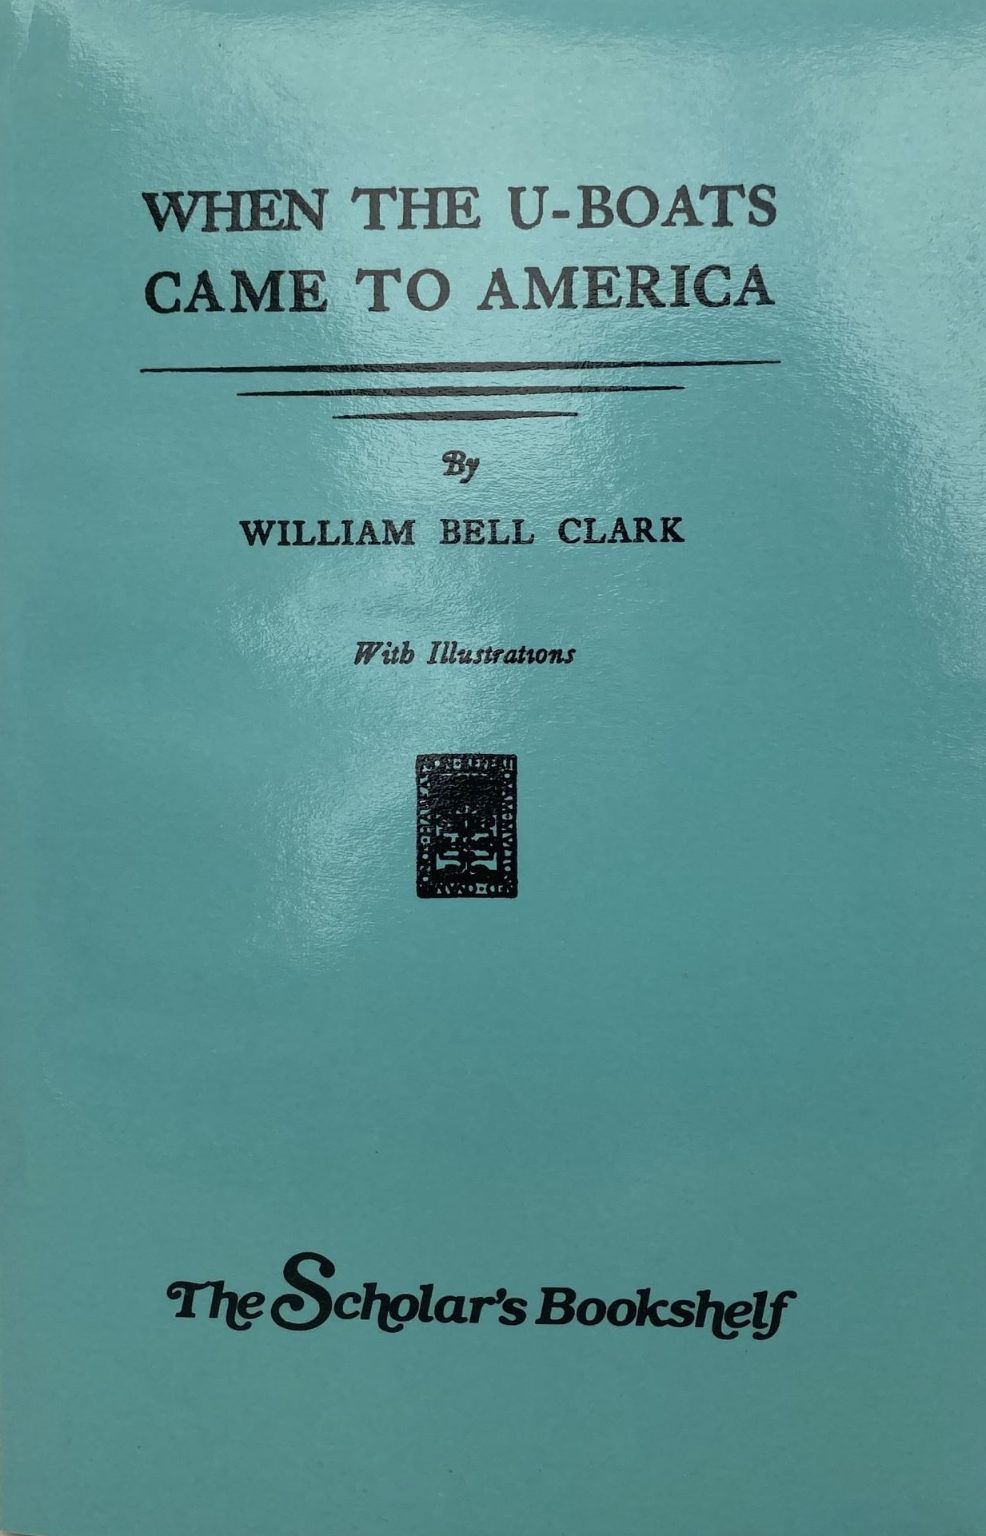 WHEN THE U-BOATS
CAME TO AMERICA
By
WILLIAM BELL CLARK
With Illustrations
The Scholar's Bookshelf